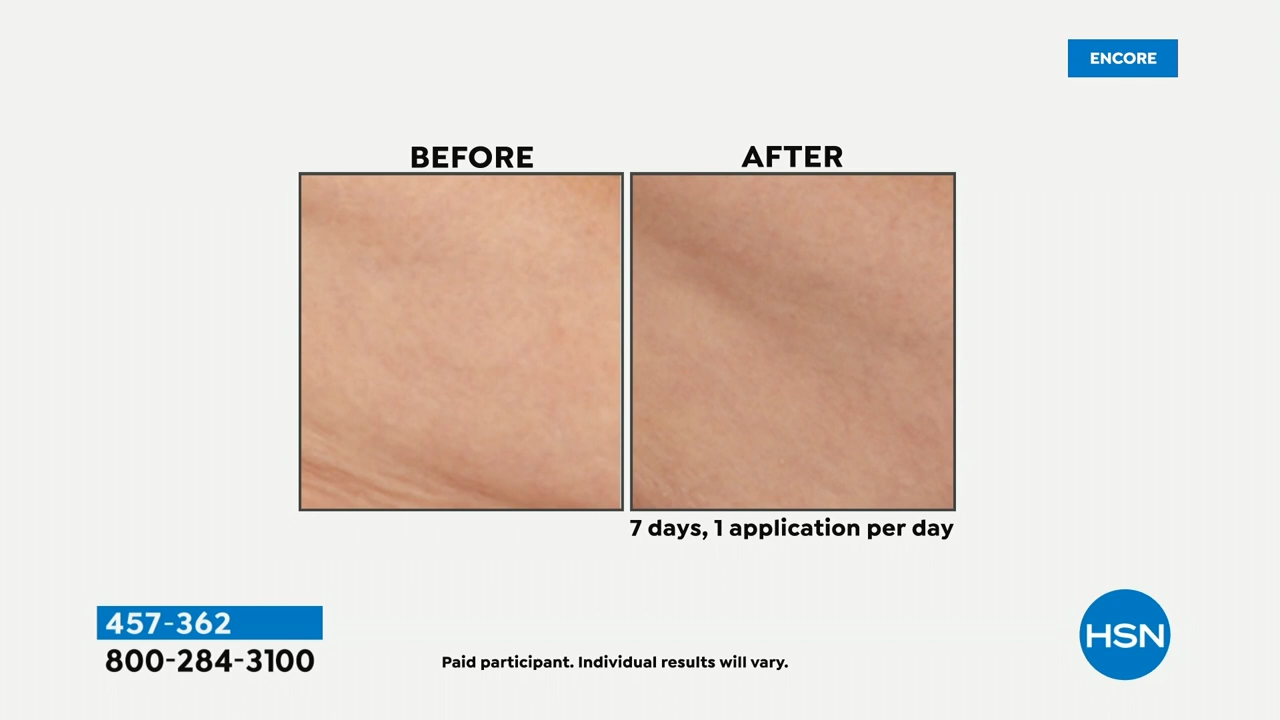 ENCORE
BEFORE
AFTER
7 days, 1 application per day
457-362
800-284-3100
Paid participant. Individual results will vary.
HSN